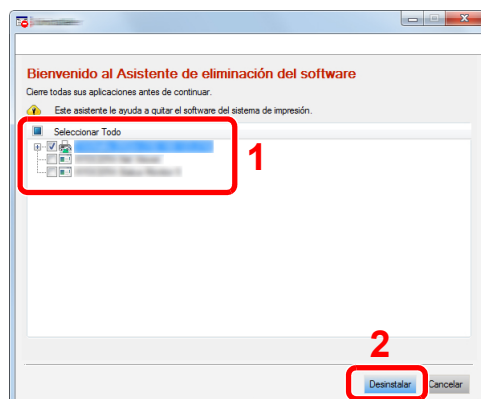 Bienvenido al Asistente de eliminación del software
Cierre todas sus aplicaciones antes de continuar.
Este asistente le ayuda a quitar el software del sistema de impresión.
Seleccionar Todo
1
2
Desinstalar
Cancelar